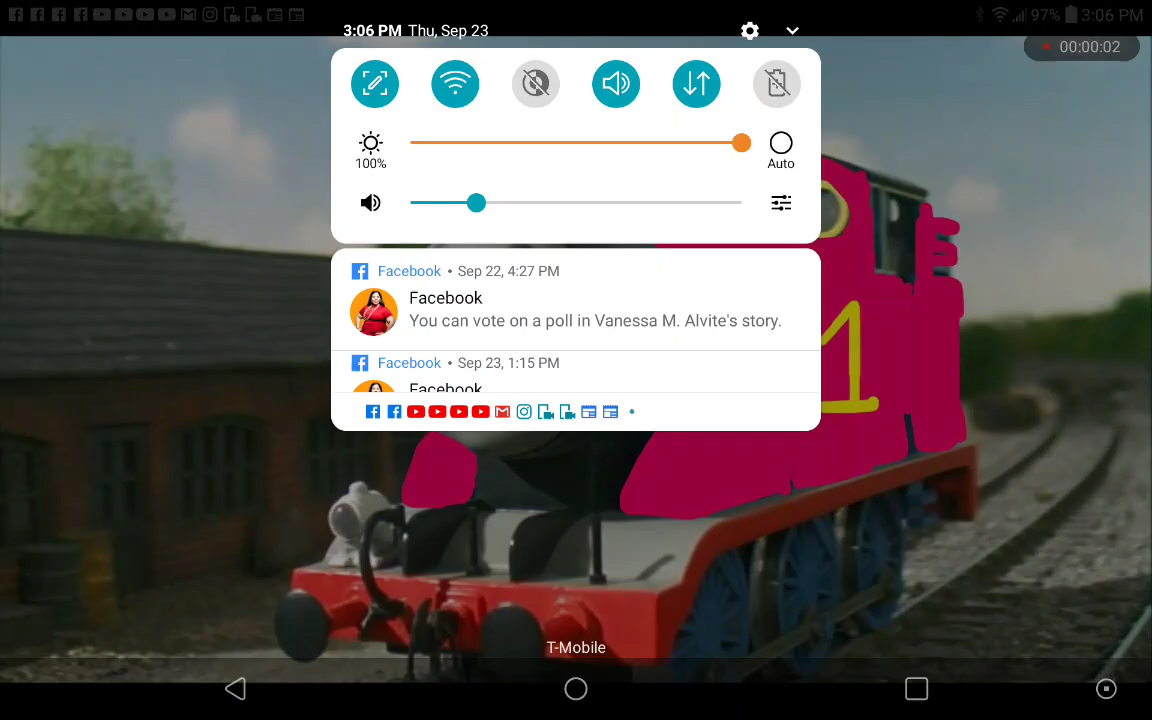 97% 3:06 PM
3:06 PM Thu, Sep 23
00:00:02
100%
Auto
Facebook • Sep 22, 4:27 PM
Facebook
You can vote on a poll in Vanessa M. Alvite's story.
Facebook • Sep 23, 1:15 PM
Facebook
1
T-Mobile